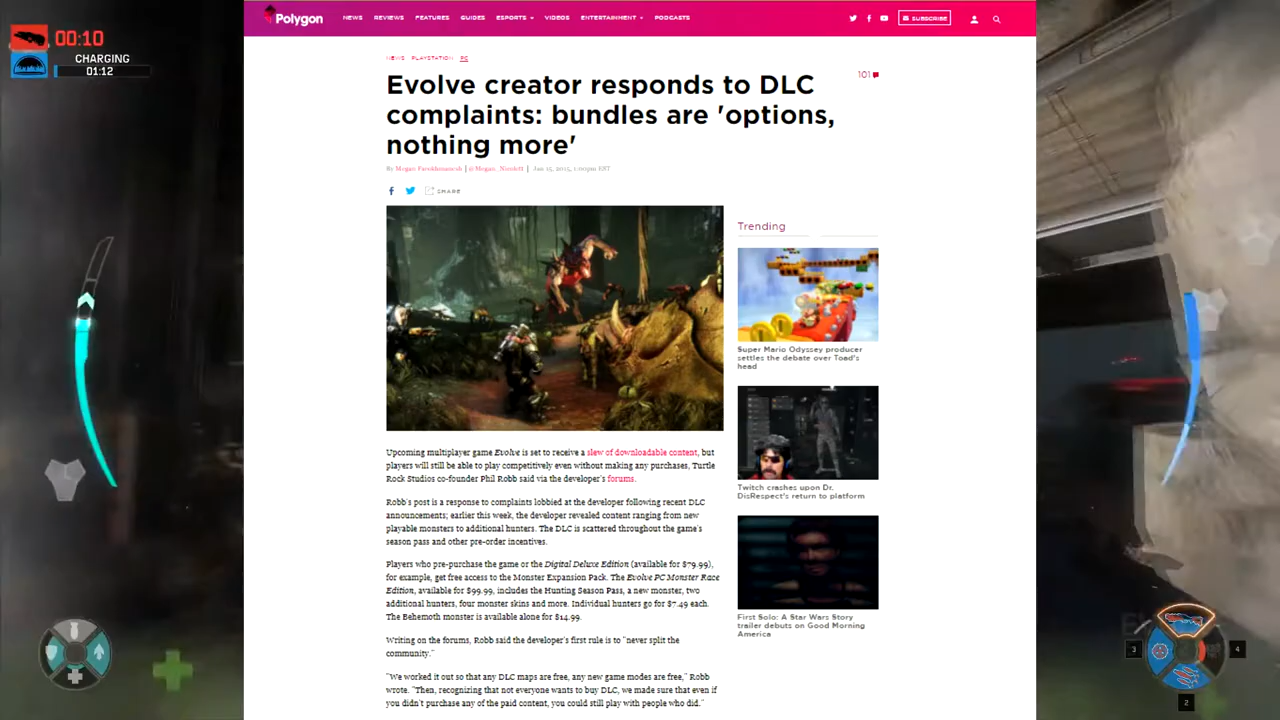 00:10
CHARGING
01:12
Polygon
NEWS REVIEWS FEATURES GUIDES ESPORTS VIDEOS ENTERTAINMENT PODCASTS
SUBSCRIBE
NEWS PLAYSTATION PC
Evolve creator responds to DLC
complaints: bundles are 'options,
nothing more'
101
By Megan Farokhmanesh | @Megan_Nicolett | Jan 15, 2015, 1:00pm EST
SHARE
Upcoming multiplayer game Evolve is set to receive a slew of downloadable content, but
players will still be able to play competitively even without making any purchases, Turtle
Rock Studios co-founder Phil Robb said via the developer's forums.
Robb's post is a response to complaints lobbied at the developer following recent DLC
announcements; earlier this week, the developer revealed content ranging from new
playable monsters to additional hunters. The DLC is scattered throughout the game's
season pass and other pre-order incentives.
Players who pre-purchase the game or the Digital Deluxe Edition (available for $79.99),
for example, get free access to the Monster Expansion Pack. The Evolve PC Monster Race
Edition, available for $99.99, includes the Hunting Season Pass, a new monster, two
additional hunters, four monster skins and more. Individual hunters go for $7.49 each.
The Behemoth monster is available alone for $14.99.
Writing on the forums, Robb said the developer's first rule is to "never split the
community."
"We worked it out so that any DLC maps are free, any new game modes are free," Robb
wrote. "Then, recognizing that not everyone wants to buy DLC, we made sure that even if
you didn't purchase any of the paid content, you could still play with people who did."
Trending
Super Mario Odyssey producer
settles the debate over Toad's
head
Twitch crashes upon Dr.
DisRespect's return to platform
First Solo: A Star Wars Story
trailer debuts on Good Morning
America
3
4
2